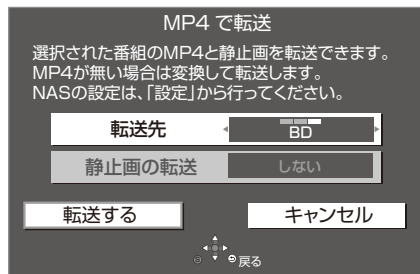 MP4 で転送
選択された番組のMP4と静止画を転送できます。
MP4が無い場合は変換して転送します。
NASの設定は、「設定」から行ってください。
転送先 BD
静止画の転送 しない
転送する キャンセル
戻る